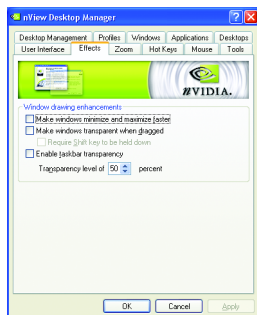 nView Desktop Manager
Desktop Management Profiles Windows Applications Desktops
User Interface Effects Zoom Hot Keys Mouse Tools
NVIDIA.
Window drawing enhancements
Make windows minimize and maximize faster
Make windows transparent when dragged
Require Shift key to be held down
Enable taskbar transparency
Transparency level of 50 percent
OK Cancel Apply